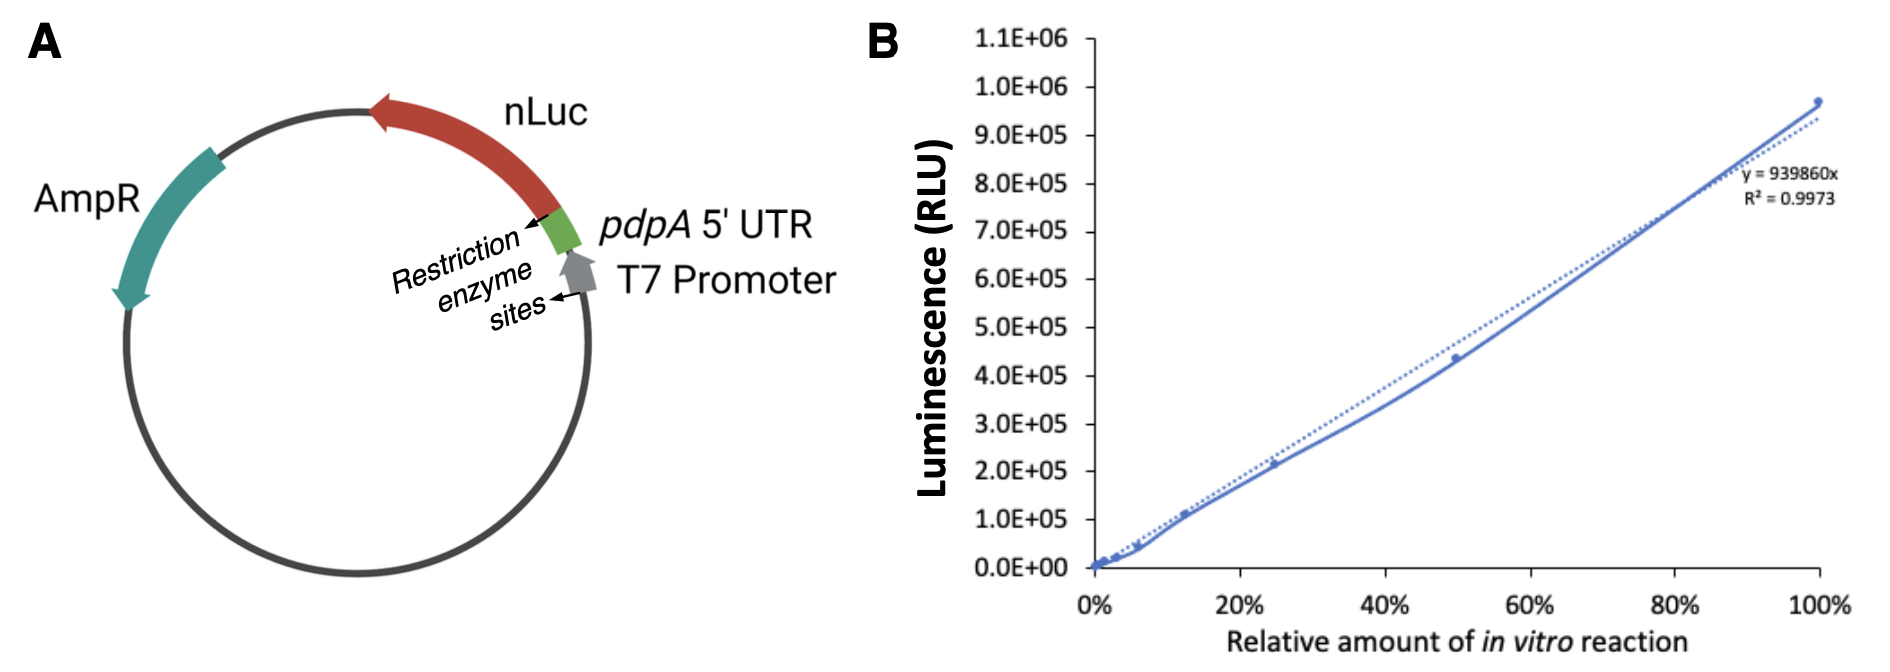 A
nLuc
AmpR
pdpA 5' UTR
Restriction
enzyme
sites
T7 Promoter
B
Luminescence (RLU)
1.1E+06
1.0E+06
9.0E+05
8.0E+05
7.0E+05
6.0E+05
5.0E+05
4.0E+05
3.0E+05
2.0E+05
1.0E+05
0.0E+00
y = 939860x
R² = 0.9973
0% 20% 40% 60% 80% 100%
Relative amount of in vitro reaction